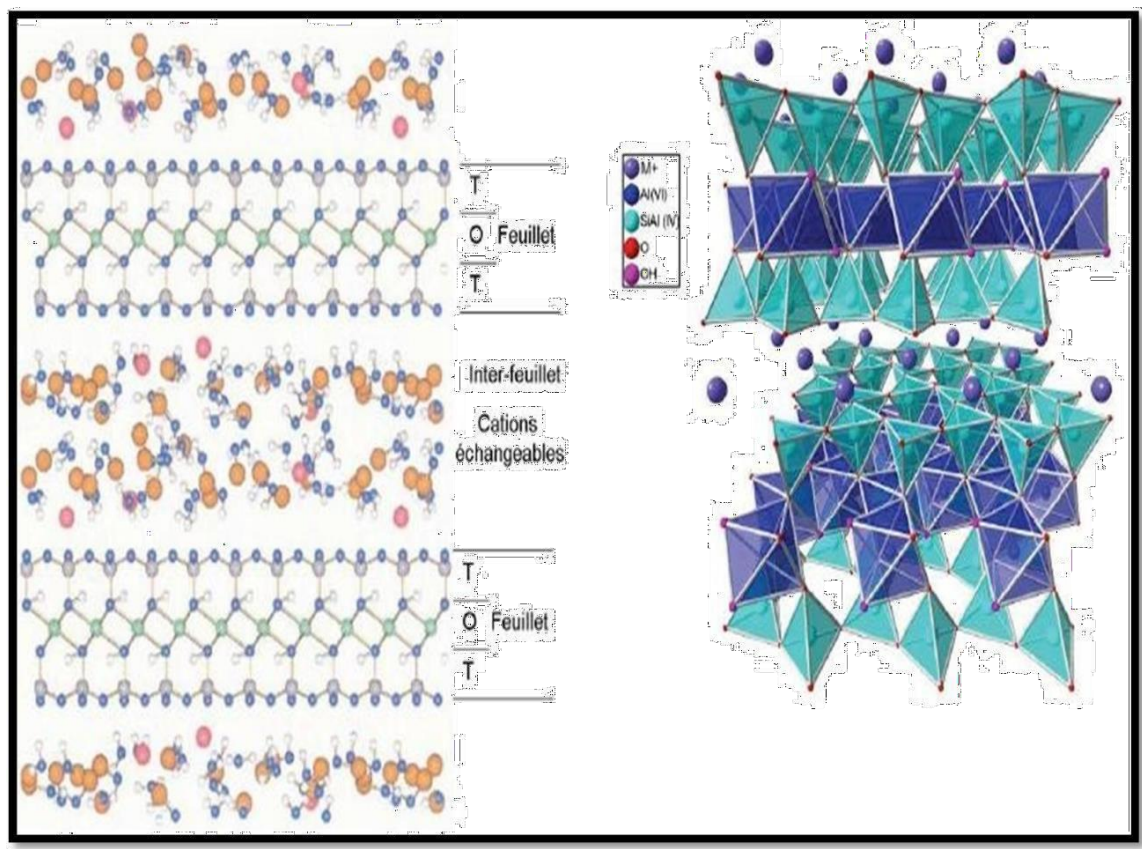 T
O Feuillet
T
Inter-feuillet
Cations
échangeables
T
O Feuillet
T
M+
Al(VI)
Si/Al (IV)
O
OH